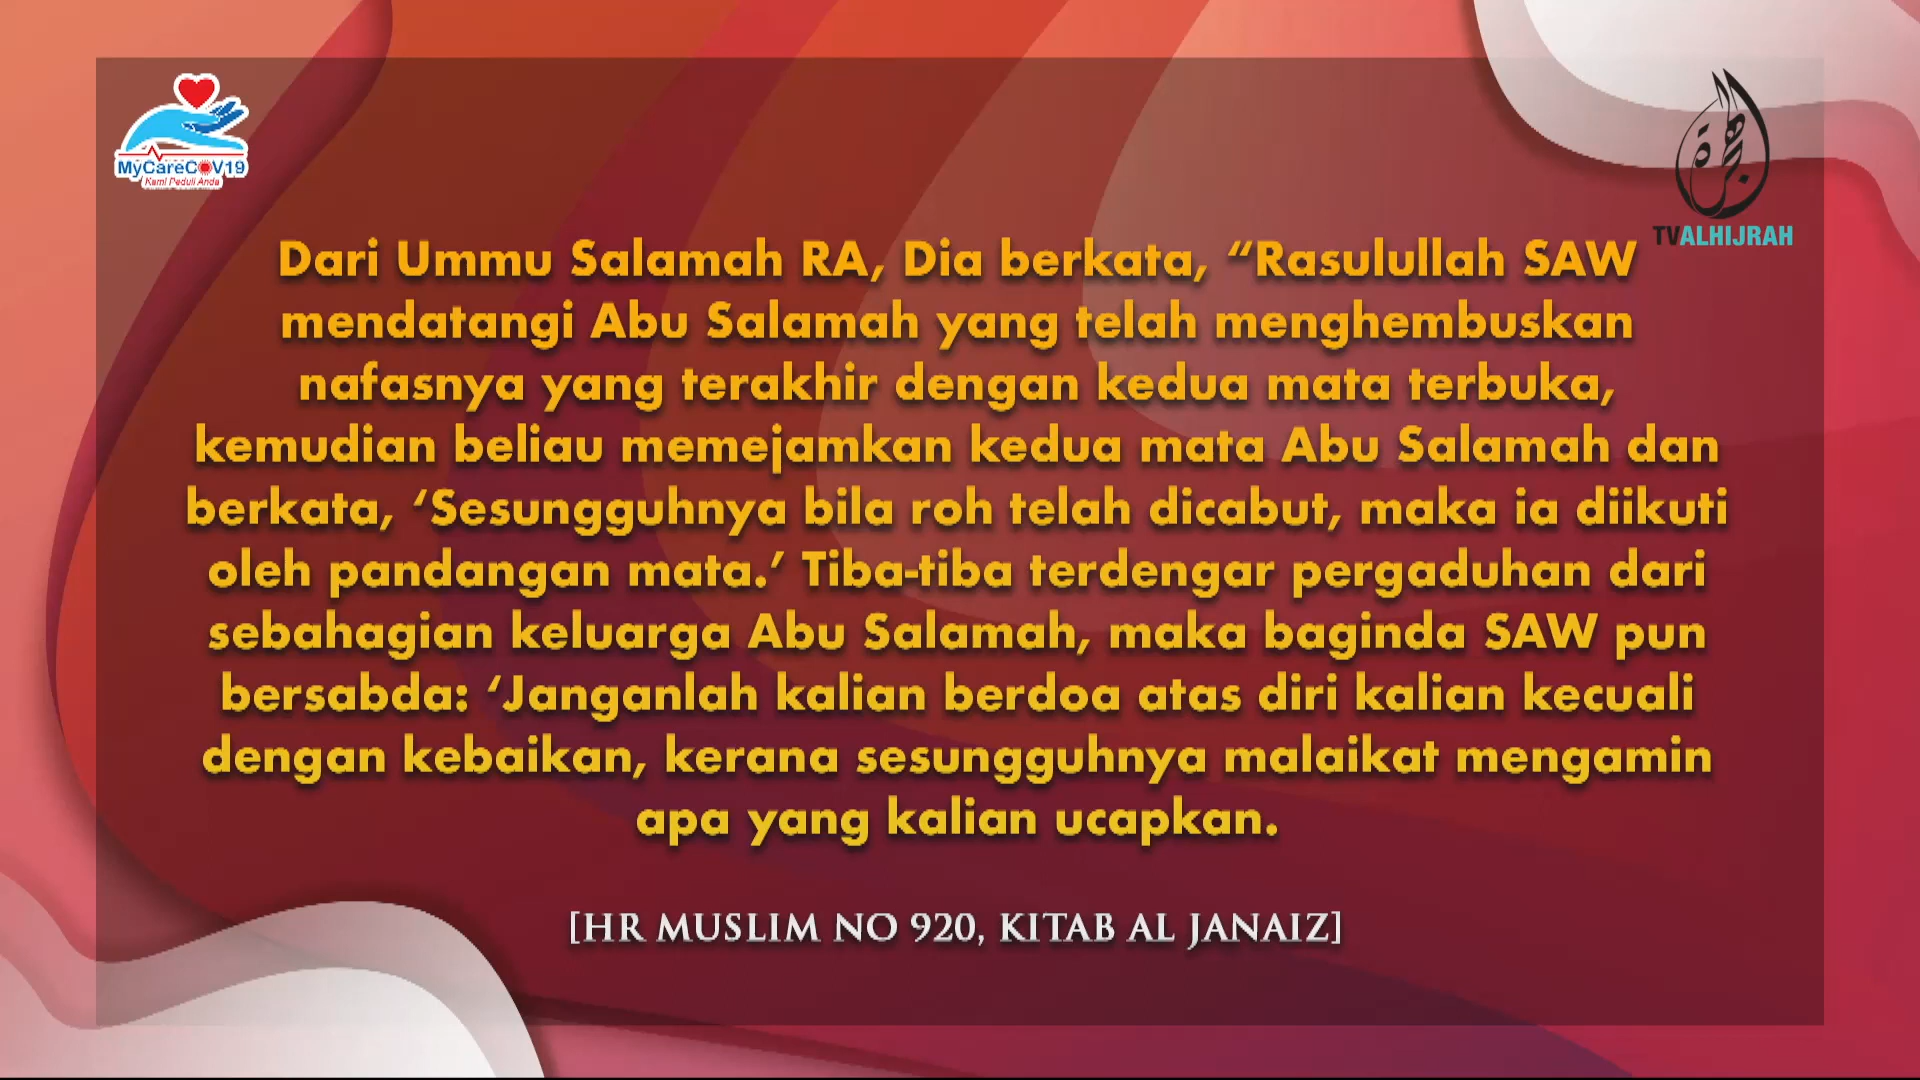 MyCareCOV19
Kami Peduli Anda
هجرة
TVALHIJRAH
Dari Ummu Salamah RA, Dia berkata, “Rasulullah SAW
mendatangi Abu Salamah yang telah menghembuskan
nafasnya yang terakhir dengan kedua mata terbuka,
kemudian beliau memejamkan kedua mata Abu Salamah dan
berkata, ‘Sesungguhnya bila roh telah dicabut, maka ia diikuti
oleh pandangan mata.’ Tiba-tiba terdengar pergaduhan dari
sebahagian keluarga Abu Salamah, maka baginda SAW pun
bersabda: ‘Janganlah kalian berdoa atas diri kalian kecuali
dengan kebaikan, kerana sesungguhnya malaikat mengamin
apa yang kalian ucapkan.
[HR MUSLIM NO 920, KITAB AL JANAIZ]